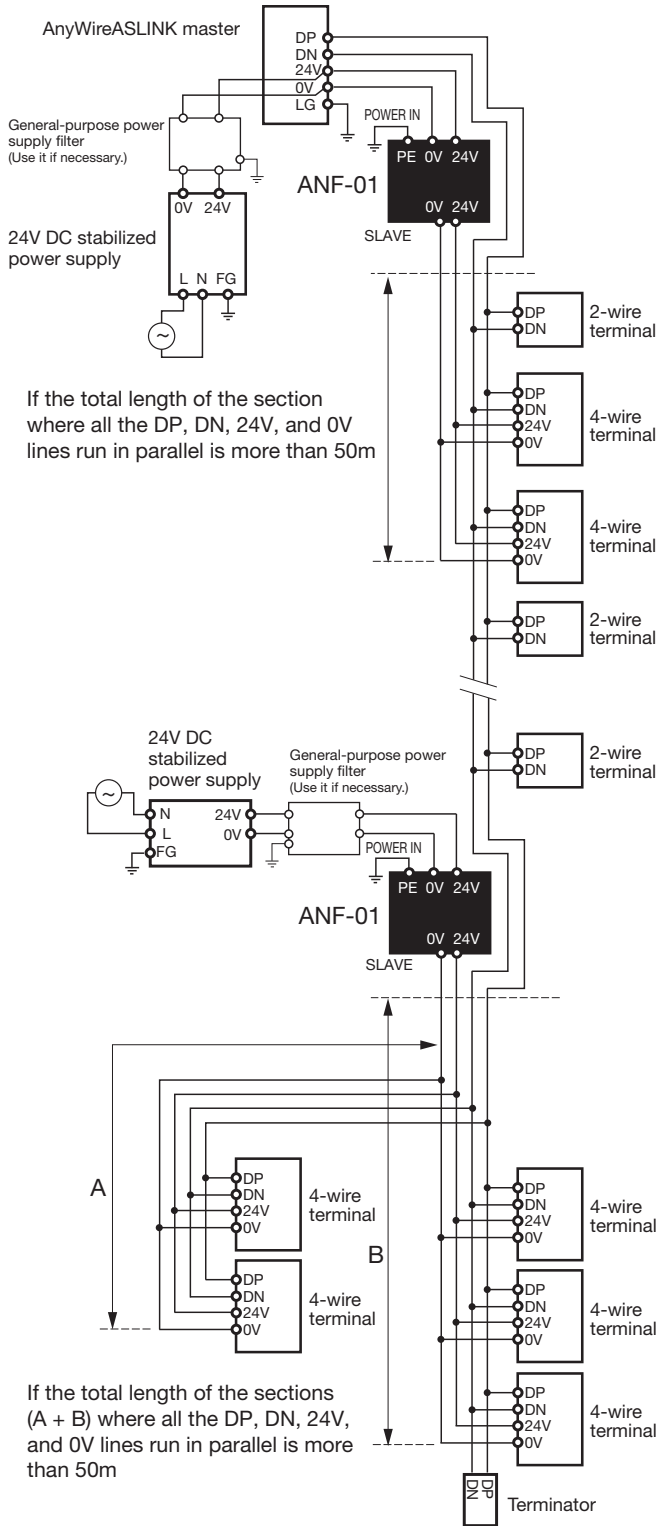 AnyWireASLINK master
DP
DN
24V
0V
LG
General-purpose power
supply filter
(Use it if necessary.)
POWER IN
PE 0V 24V
ANF-01
0V 24V
SLAVE
0V 24V
24V DC stabilized
power supply
L N FG
~
DP
DN
2-wire
terminal
If the total length of the section
where all the DP, DN, 24V, and 0V
lines run in parallel is more than 50m
DP
DN
24V
0V
4-wire
terminal
DP
DN
24V
0V
4-wire
terminal
DP
DN
2-wire
terminal
DP
DN
2-wire
terminal
24V DC
stabilized
power supply
~
N
L
FG
24V
0V
General-purpose power
supply filter
(Use it if necessary.)
POWER IN
PE 0V 24V
ANF-01
0V 24V
SLAVE
A
B
DP
DN
24V
0V
4-wire
terminal
DP
DN
24V
0V
4-wire
terminal
DP
DN
24V
0V
4-wire
terminal
DP
DN
24V
0V
4-wire
terminal
DP
DN
24V
0V
4-wire
terminal
If the total length of the sections
(A + B) where all the DP, DN, 24V,
and 0V lines run in parallel is more
than 50m
DN
DP
Terminator